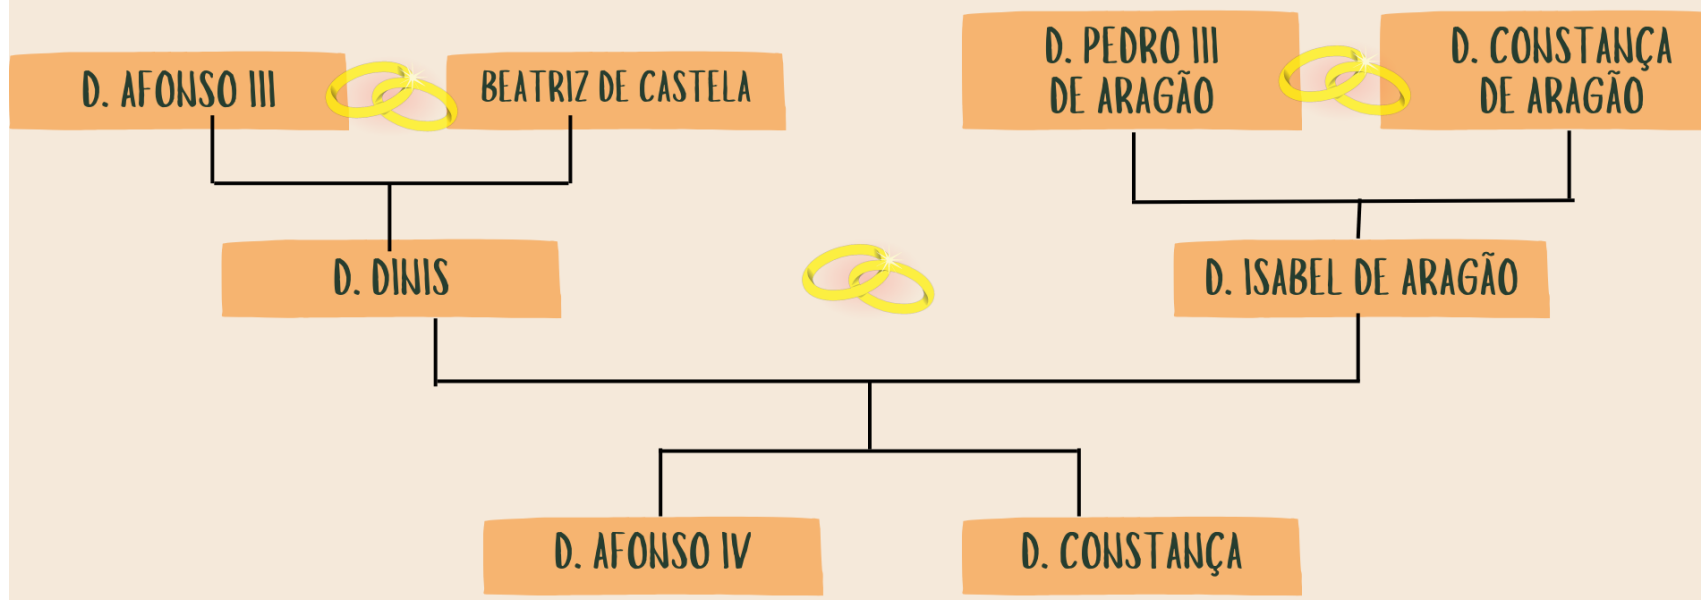 D. AFONSO III
BEATRIZ DE CASTELA
D. PEDRO III
DE ARAGÃO
D. CONSTANÇA
DE ARAGÃO
D. DINIS
D. ISABEL DE ARAGÃO
D. AFONSO IV
D. CONSTANÇA